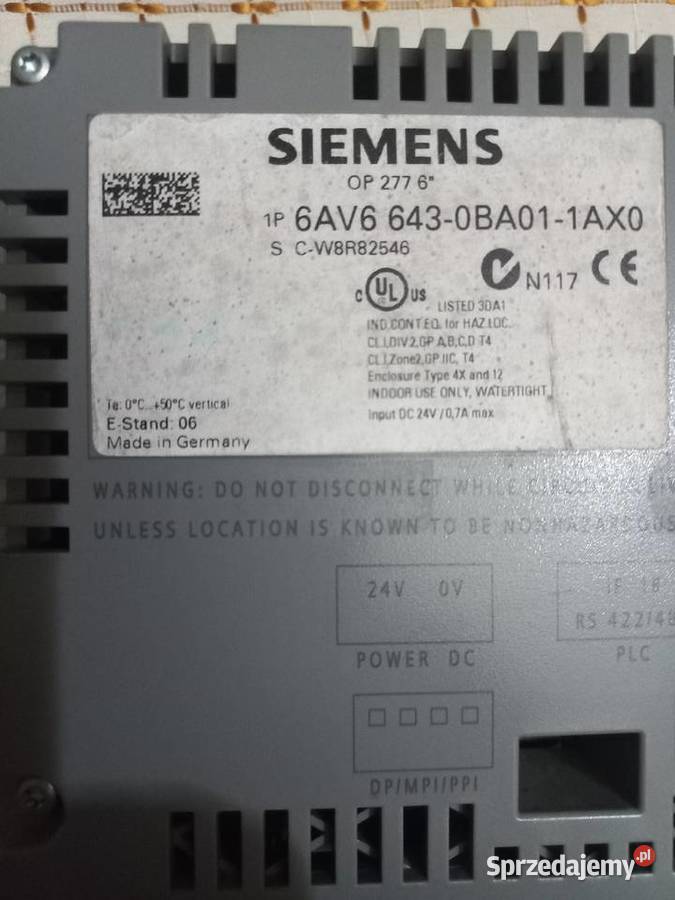 SIEMENS
OP 277 6"
1P 6AV6 643-0BA01-1AX0
S C-W8R82546
N117 CE
C UL US LISTED 3DA1
IND.CONT.EQ. for HAZ.LOC.
CL.I,DIV.2,GP.A,B,C,D T4
CL.I,Zone2,GP.IIC, T4
Enclosure Type 4X and 12
INDOOR USE ONLY, WATERTIGHT
Input DC 24V / 0,7A max
Ta: 0°C...+50°C vertical
E-Stand: 06
Made in Germany
WARNING: DO NOT DISCONNECT WHILE CIRCUIT IS LIV
UNLESS LOCATION IS KNOWN TO BE NONHAZARDOUS
24V 0V
IF 1B
RS 422/48
POWER DC
PLC
DP/MPI/PPI
Sprzedajemy.pl